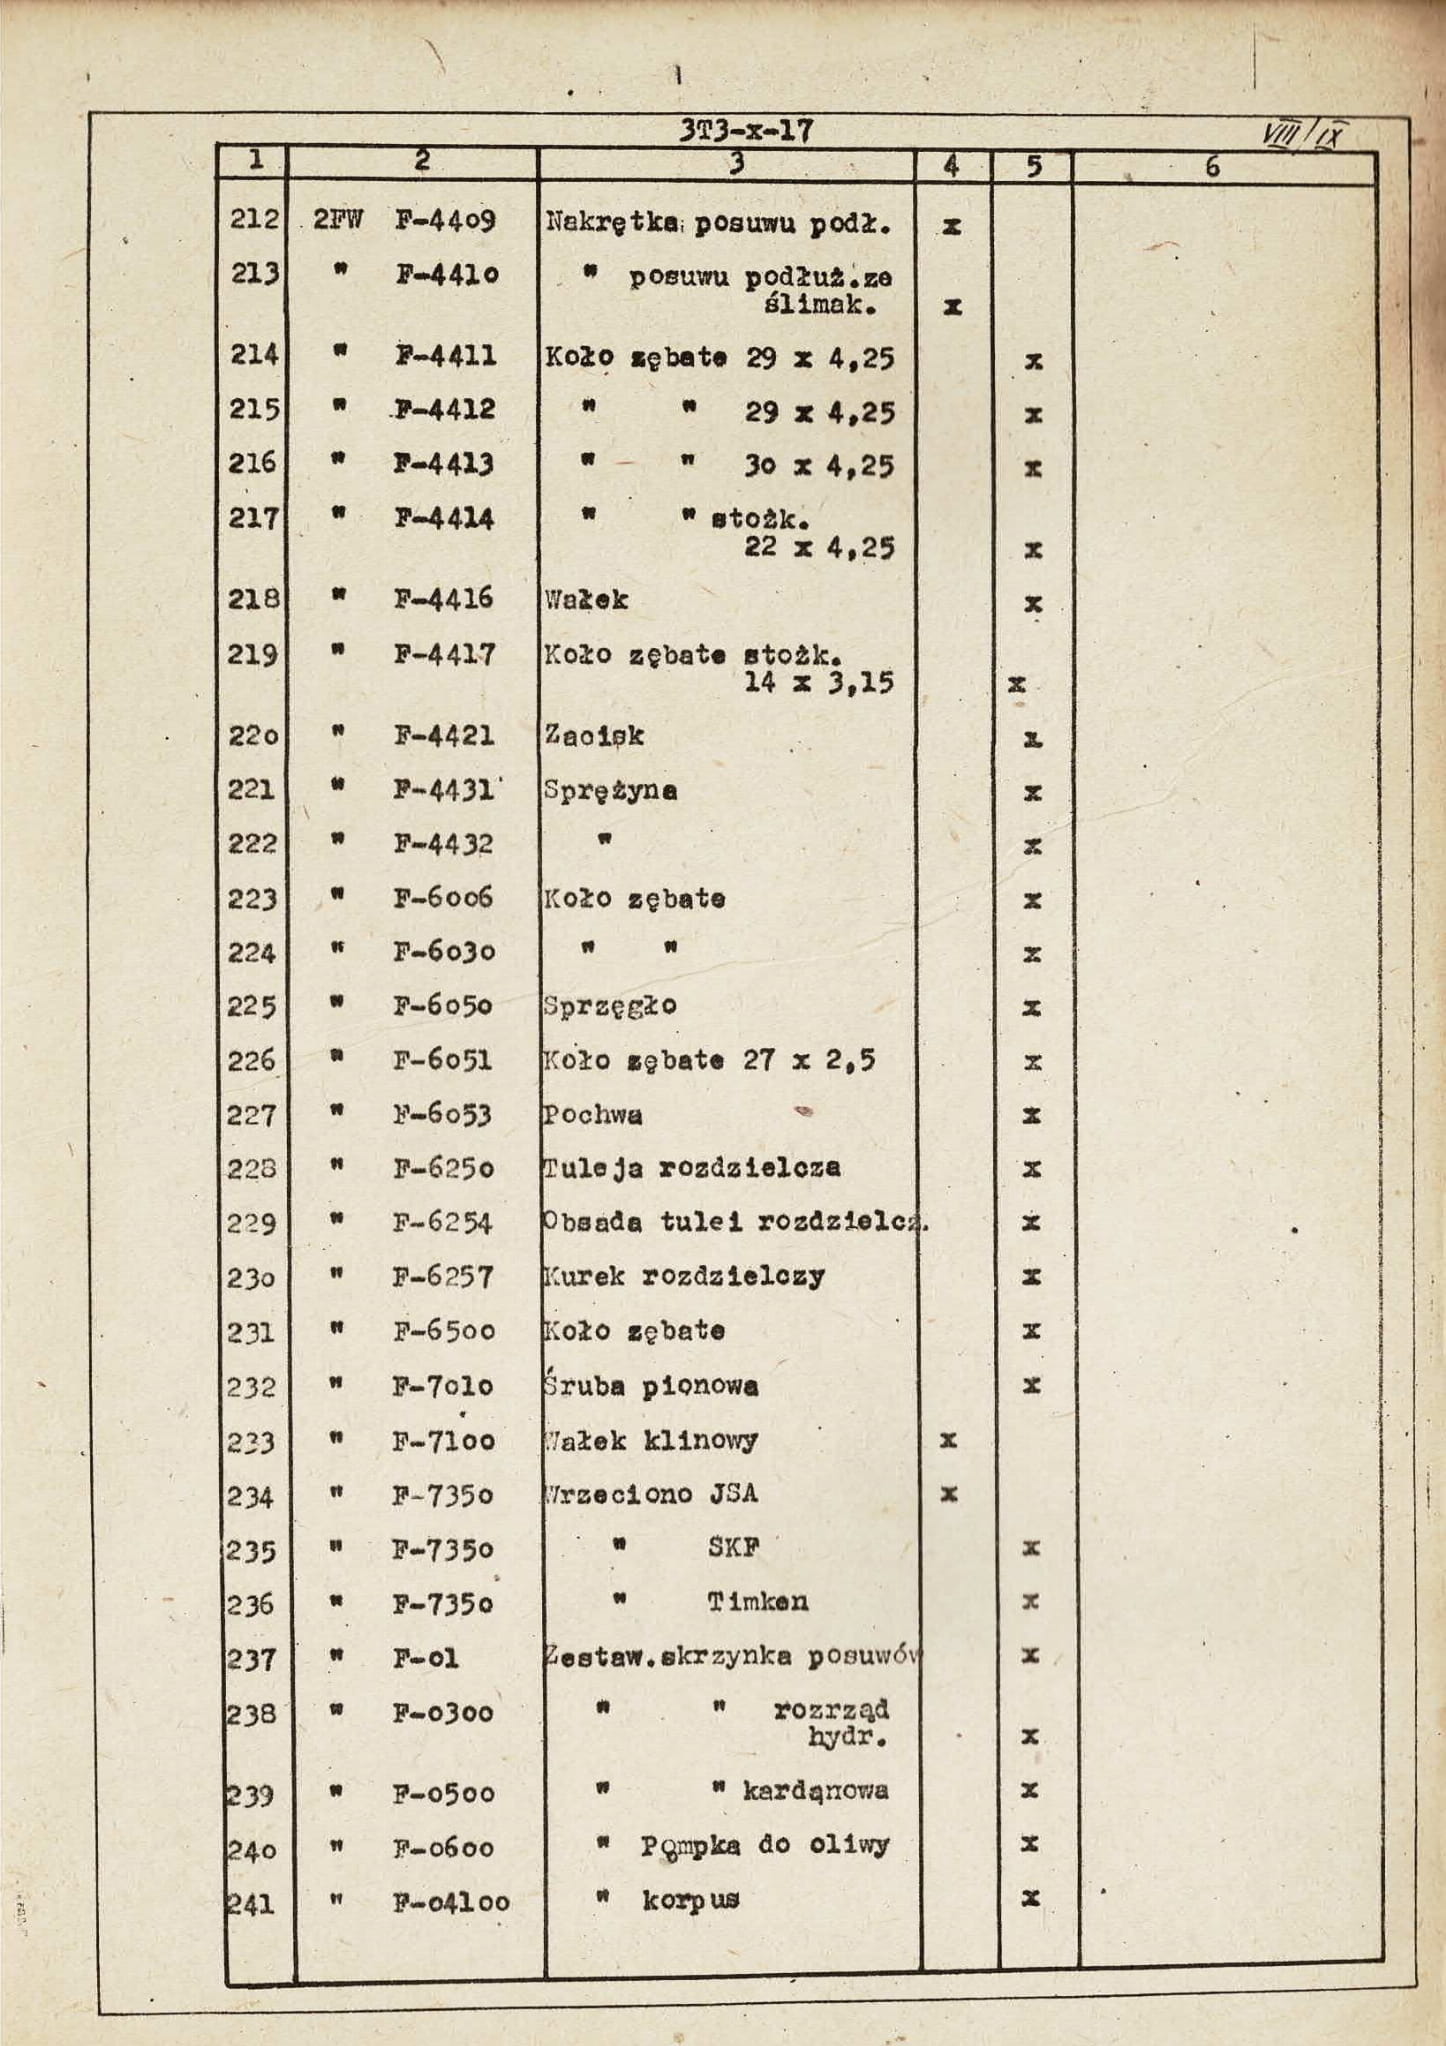 3T3-x-17
VIII/IX
1 2 3 4 5 6
212 2FW F-4409 Nakrętka posuwu podł. x
213 " F-4410 " posuwu podłuż.ze
ślimak. x
214 " F-4411 Koło zębate 29 x 4,25 x
215 " F-4412 " " 29 x 4,25 x
216 " F-4413 " " 30 x 4,25 x
217 " F-4414 " " stożk.
22 x 4,25 x
218 " F-4416 Wałek x
219 " F-4417 Koło zębate stożk.
14 x 3,15 x
220 " F-4421 Zacisk x
221 " F-4431 Sprężyna x
222 " F-4432 " x
223 " F-6006 Koło zębate x
224 " F-6030 " " x
225 " F-6050 Sprzęgło x
226 " F-6051 Koło zębate 27 x 2,5 x
227 " F-6053 Pochwa x
228 " F-6250 Tuleja rozdzielcza x
229 " F-6254 Obsada tulei rozdzielcz. x
230 " F-6257 Kurek rozdzielczy x
231 " F-6500 Koło zębate x
232 " F-7010 Śruba pionowa x
233 " F-7100 Wałek klinowy x
234 " F-7350 Wrzeciono JSA x
235 " F-7350 " SKF x
236 " F-7350 " Timken x
237 " F-01 Zestaw.skrzynka posuwów x
238 " F-0300 " " rozrząd
hydr. x
239 " F-0500 " " kardąnowa x
240 " F-0600 " Pompka do oliwy x
241 " F-04100 " korpus x